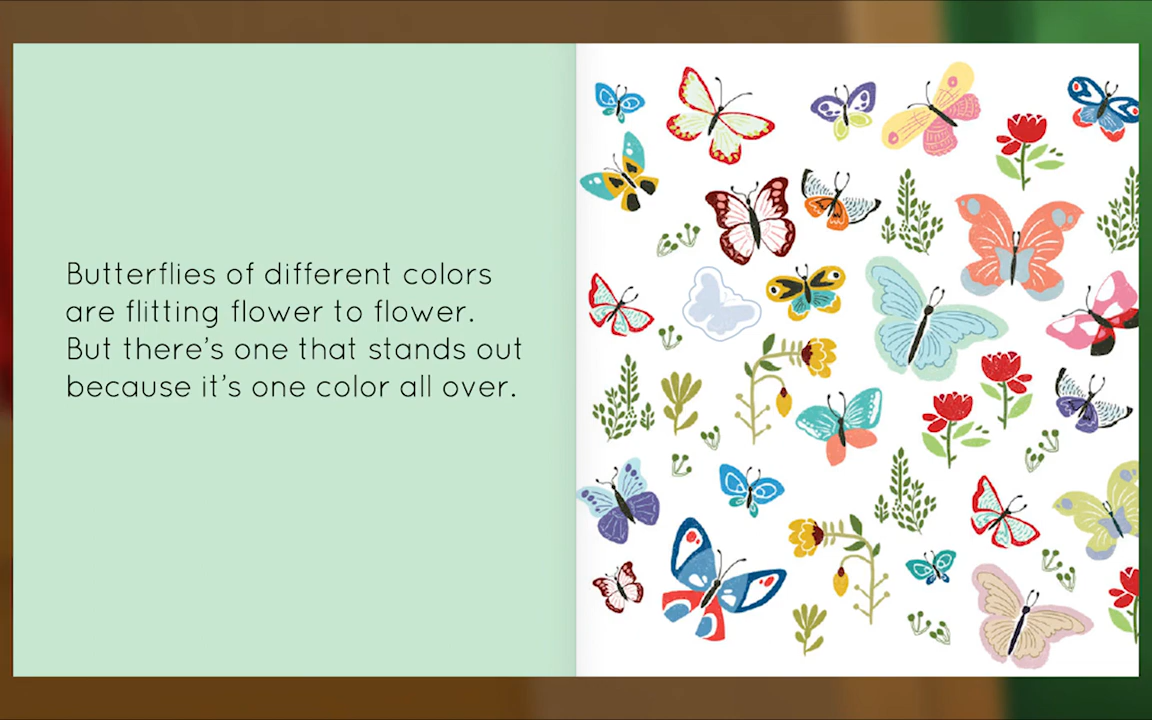 Butterflies of different colors
are flitting flower to flower.
But there's one that stands out
because it's one color all over.